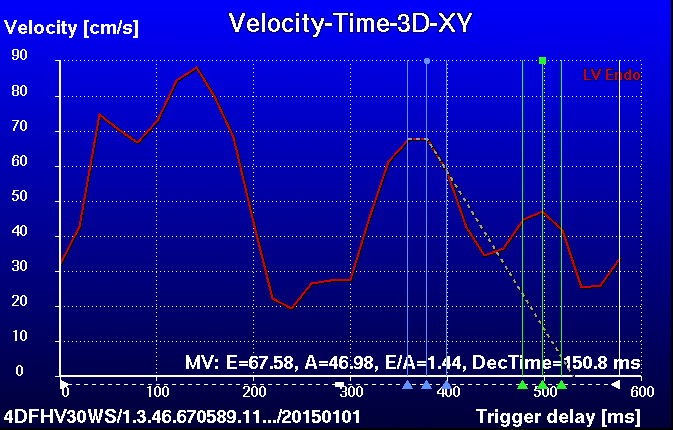 Velocity-Time-3D-XY
Velocity [cm/s]
LV Endo
90
80
70
60
50
40
30
20
10
0
MV: E=67.58, A=46.98, E/A=1.44, DecTime=150.8 ms
0 100 200 300 400 500 600
4DFHV30WS/1.3.46.670589.11.../20150101
Trigger delay [ms]